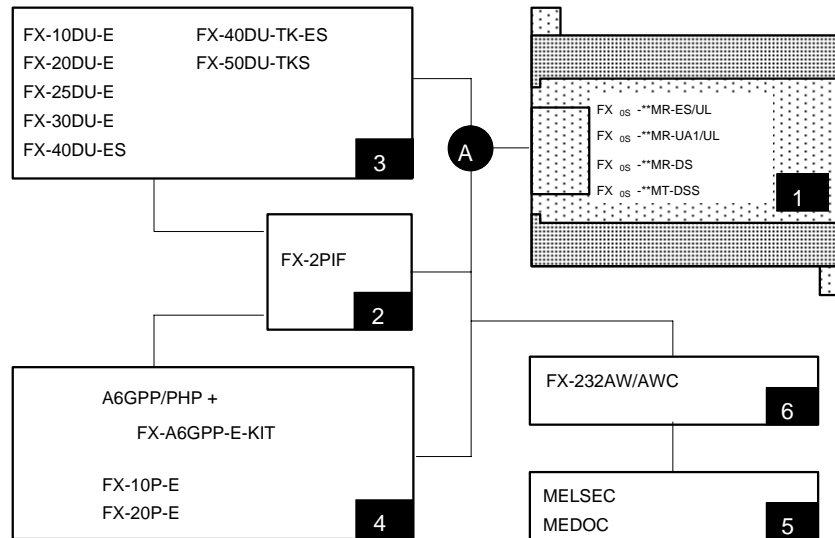 FX-10DU-E FX-40DU-TK-ES
FX-20DU-E FX-50DU-TKS
FX-25DU-E
FX-30DU-E
FX-40DU-ES
3
A
FX 0S -**MR-ES/UL
FX 0S -**MR-UA1/UL
FX 0S -**MR-DS
FX 0S -**MT-DSS
1
FX-2PIF
2
A6GPP/PHP +
FX-A6GPP-E-KIT
FX-10P-E
FX-20P-E
4
FX-232AW/AWC
6
MELSEC
MEDOC
5